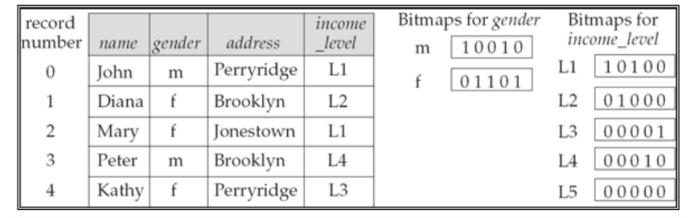 record number name gender address income _level
0 John m Perryridge L1
1 Diana f Brooklyn L2
2 Mary f Jonestown L1
3 Peter m Brooklyn L4
4 Kathy f Perryridge L3
Bitmaps for gender
m 10010
f 01101
Bitmaps for
income_level
L1 10100
L2 01000
L3 00001
L4 00010
L5 00000